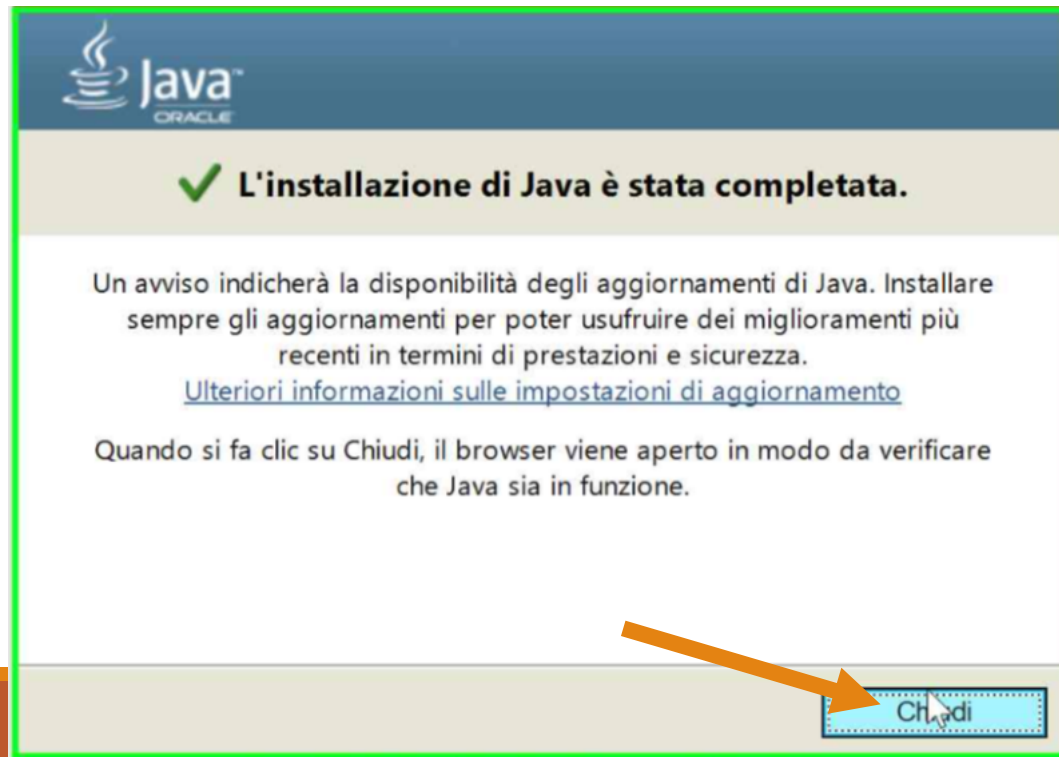 Java™
ORACLE
L'installazione di Java è stata completata.
Un avviso indicherà la disponibilità degli aggiornamenti di Java. Installare
sempre gli aggiornamenti per poter usufruire dei miglioramenti più
recenti in termini di prestazioni e sicurezza.
Ulteriori informazioni sulle impostazioni di aggiornamento
Quando si fa clic su Chiudi, il browser viene aperto in modo da verificare
che Java sia in funzione.
Chiudi